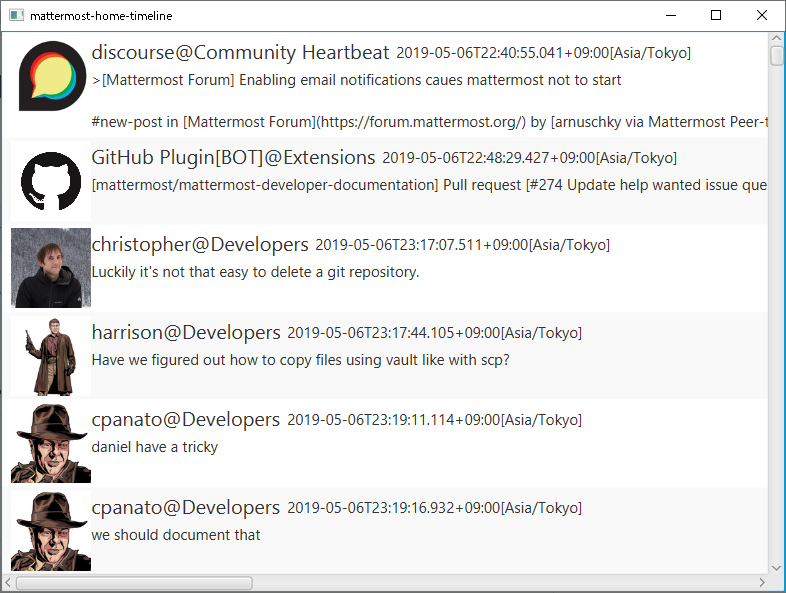 mattermost-home-timeline
discourse@Community Heartbeat 2019-05-06T22:40:55.041+09:00[Asia/Tokyo]
>[Mattermost Forum] Enabling email notifications caues mattermost not to start
#new-post in [Mattermost Forum](https://forum.mattermost.org/) by [arnuschky via Mattermost Peer-t
GitHub Plugin[BOT]@Extensions 2019-05-06T22:48:29.427+09:00[Asia/Tokyo]
[mattermost/mattermost-developer-documentation] Pull request [#274 Update help wanted issue que
christopher@Developers 2019-05-06T23:17:07.511+09:00[Asia/Tokyo]
Luckily it's not that easy to delete a git repository.
harrison@Developers 2019-05-06T23:17:44.105+09:00[Asia/Tokyo]
Have we figured out how to copy files using vault like with scp?
cpanato@Developers 2019-05-06T23:19:11.114+09:00[Asia/Tokyo]
daniel have a tricky
cpanato@Developers 2019-05-06T23:19:16.932+09:00[Asia/Tokyo]
we should document that